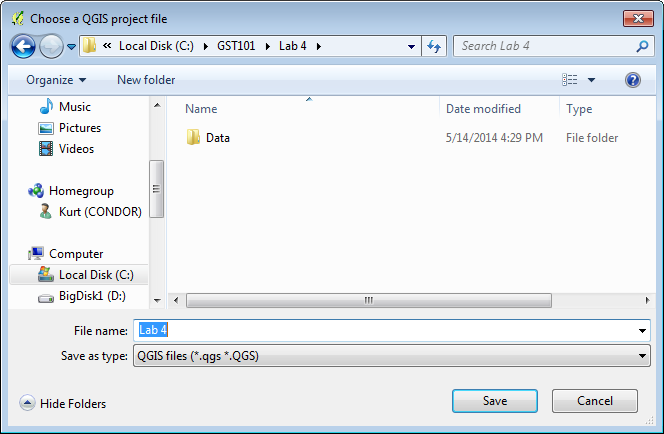 Choose a QGIS project file
Local Disk (C:) GST101 Lab 4
Search Lab 4
Organize New folder
Music
Pictures
Videos
Homegroup
Kurt (CONDOR)
Computer
Local Disk (C:)
BigDisk1 (D:)
Name Date modified Type
Data 5/14/2014 4:29 PM File folder
File name: Lab 4
Save as type: QGIS files (*.qgs *.QGS)
Hide Folders
Save Cancel